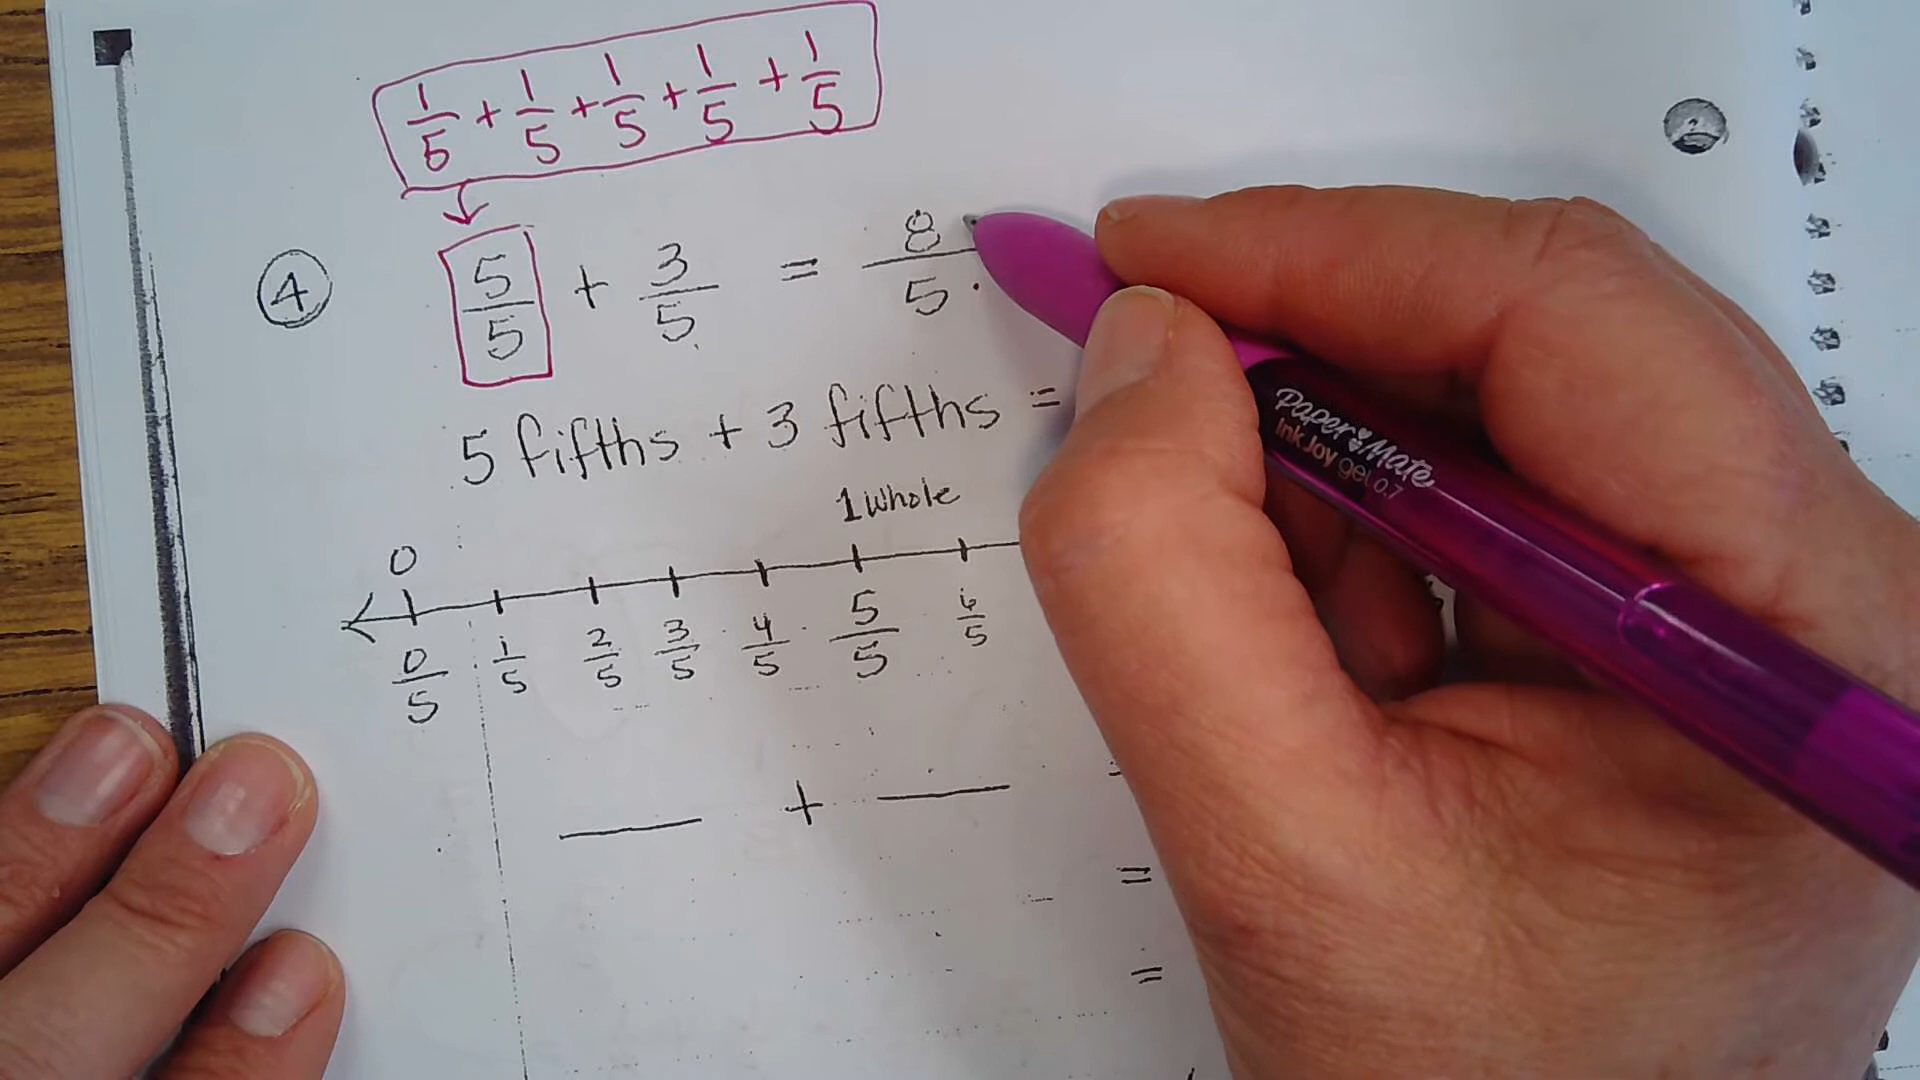 1/5 + 1/5 + 1/5 + 1/5 + 1/5
4 5/5 + 3/5 = 8/5
5 fifths + 3 fifths =
1 whole
0
0/5 1/5 2/5 3/5 4/5 5/5 6/5
+
=
=
Paper Mate
InkJoy gel 0.7